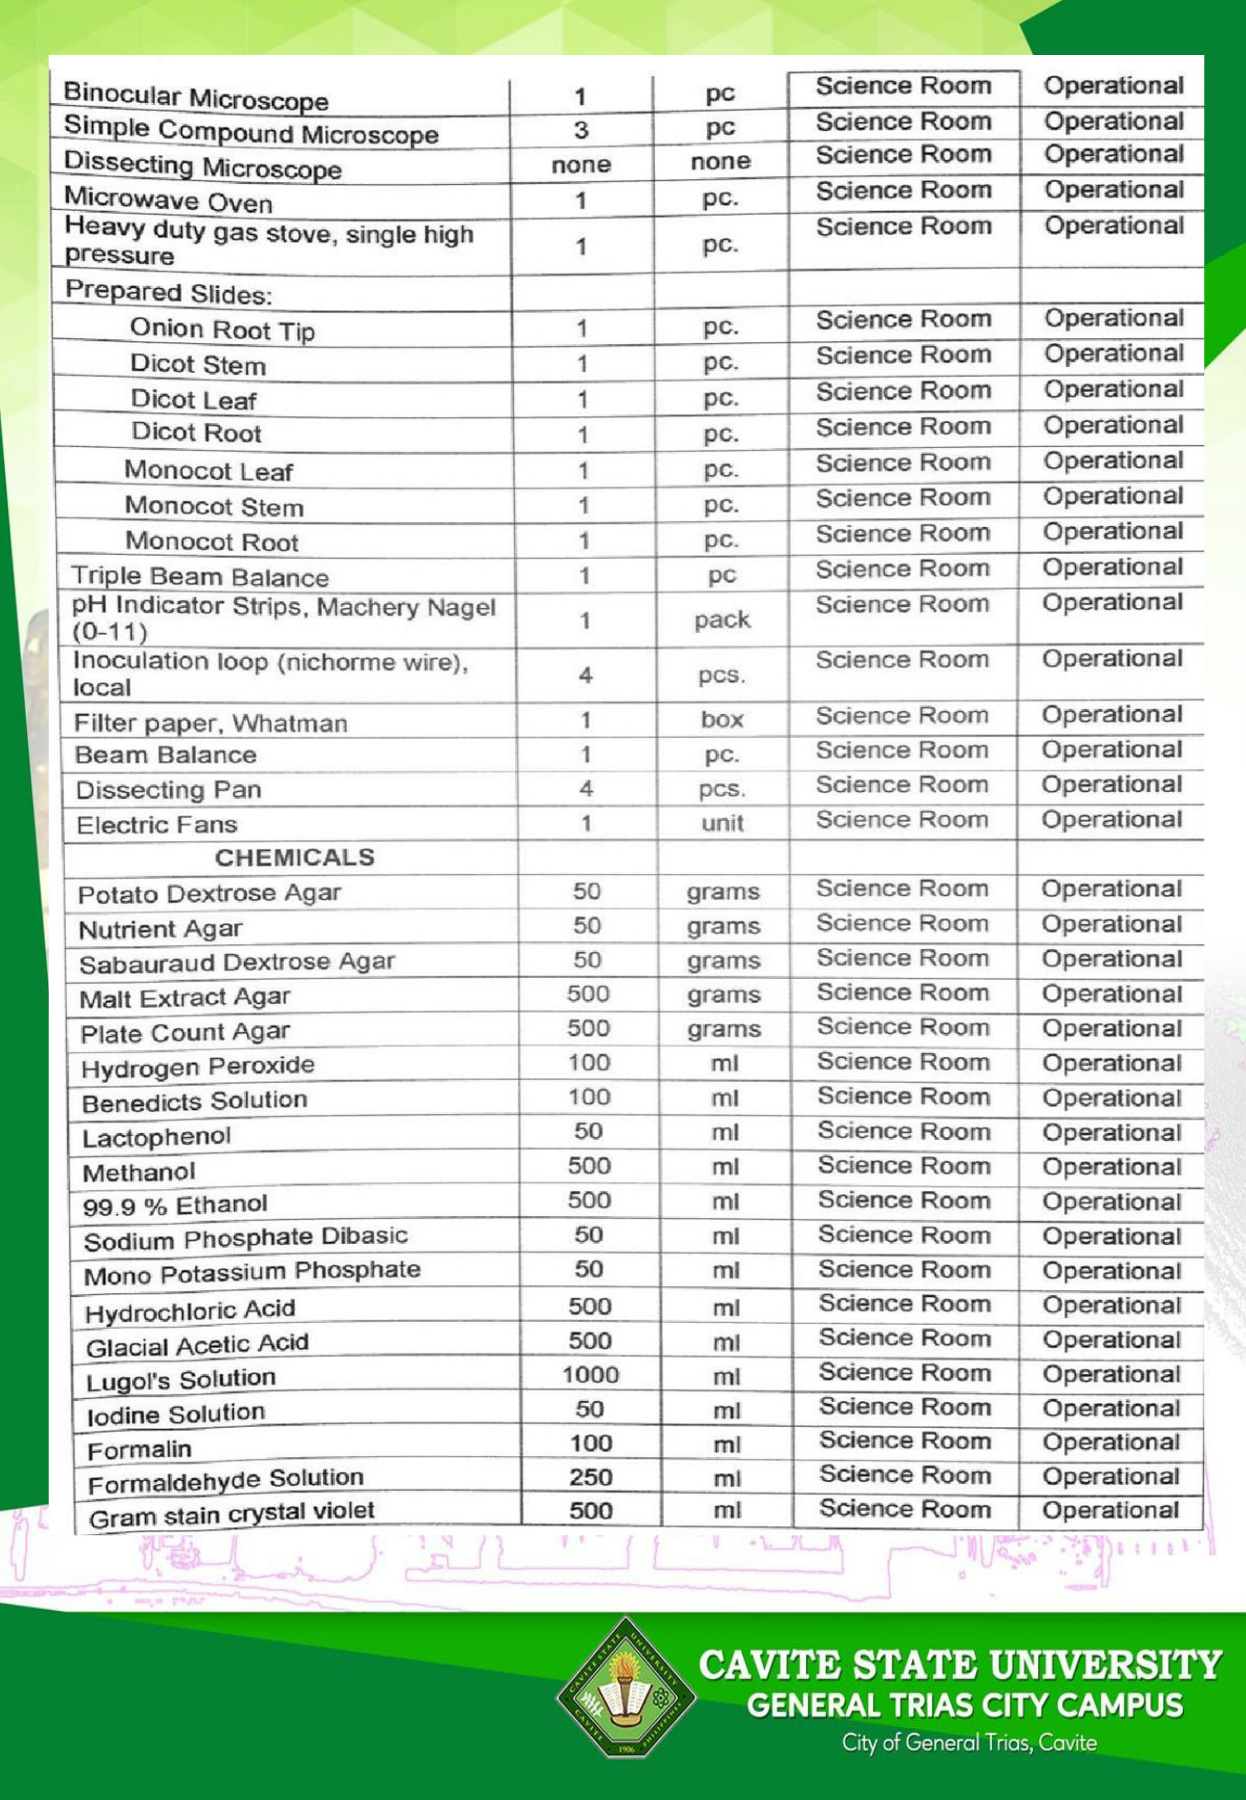 Binocular Microscope 1 pc Science Room Operational
Simple Compound Microscope 3 pc Science Room Operational
Dissecting Microscope none none Science Room Operational
Microwave Oven 1 pc. Science Room Operational
Heavy duty gas stove, single high
pressure 1 pc. Science Room Operational
Prepared Slides:
Onion Root Tip 1 pc. Science Room Operational
Dicot Stem 1 pc. Science Room Operational
Dicot Leaf 1 pc. Science Room Operational
Dicot Root 1 pc. Science Room Operational
Monocot Leaf 1 pc. Science Room Operational
Monocot Stem 1 pc. Science Room Operational
Monocot Root 1 pc. Science Room Operational
Triple Beam Balance 1 pc Science Room Operational
pH Indicator Strips, Machery Nagel
(0-11) 1 pack Science Room Operational
Inoculation loop (nichorme wire),
local 4 pcs. Science Room Operational
Filter paper, Whatman 1 box Science Room Operational
Beam Balance 1 pc. Science Room Operational
Dissecting Pan 4 pcs. Science Room Operational
Electric Fans 1 unit Science Room Operational
CHEMICALS
Potato Dextrose Agar 50 grams Science Room Operational
Nutrient Agar 50 grams Science Room Operational
Sabauraud Dextrose Agar 50 grams Science Room Operational
Malt Extract Agar 500 grams Science Room Operational
Plate Count Agar 500 grams Science Room Operational
Hydrogen Peroxide 100 ml Science Room Operational
Benedicts Solution 100 ml Science Room Operational
Lactophenol 50 ml Science Room Operational
Methanol 500 ml Science Room Operational
99.9 % Ethanol 500 ml Science Room Operational
Sodium Phosphate Dibasic 50 ml Science Room Operational
Mono Potassium Phosphate 50 ml Science Room Operational
Hydrochloric Acid 500 ml Science Room Operational
Glacial Acetic Acid 500 ml Science Room Operational
Lugol's Solution 1000 ml Science Room Operational
Iodine Solution 50 ml Science Room Operational
Formalin 100 ml Science Room Operational
Formaldehyde Solution 250 ml Science Room Operational
Gram stain crystal violet 500 ml Science Room Operational
CAVITE STATE UNIVERSITY
CAVITE PHILIPPINES
1906
CAVITE STATE UNIVERSITY
GENERAL TRIAS CITY CAMPUS
City of General Trias, Cavite